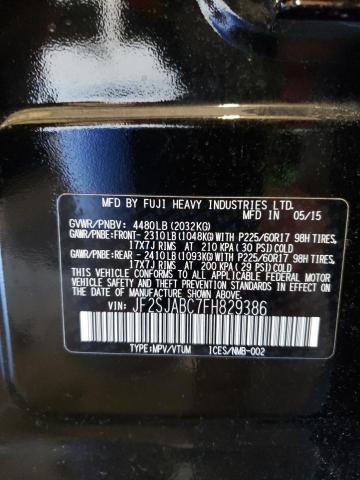 MFD BY FUJI HEAVY INDUSTRIES LTD.
MFD IN 05/15
GVWR/PNBV: 4480LB (2032KG)
GAWR/PNBE:FRONT- 2310LB(1048KG)WITH P225/60R17 98H TIRES,
17X7J RIMS AT 210 KPA(30 PSI)COLD
GAWR/PNBE:REAR - 2410LB(1093KG)WITH P225/60R17 98H TIRES,
17X7J RIMS AT 200 KPA(29 PSI)COLD
THIS VEHICLE CONFORMS TO ALL APPLICABLE FEDERAL MOTOR
VEHICLE SAFETY, BUMPER, AND THEFT PREVENTION STANDARDS
IN EFFECT ON THE DATE OF MANUFACTURE SHOWN ABOVE.
VIN: JF2SJABC7FH829386
TYPE:MPV/VTUM ICES/NMB-002